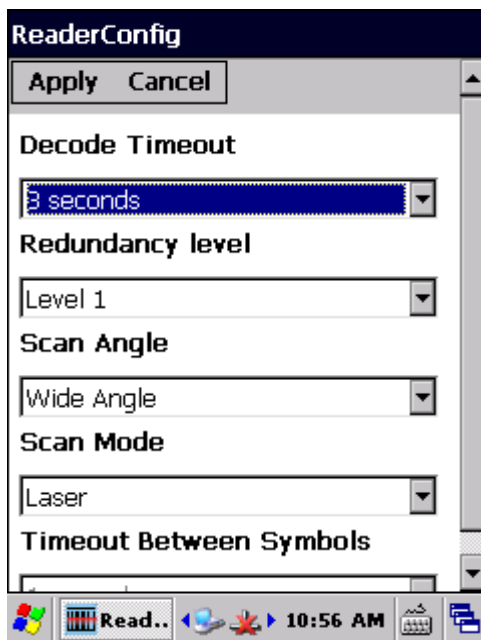 ReaderConfig
Apply Cancel
Decode Timeout
3 seconds
Redundancy level
Level 1
Scan Angle
Wide Angle
Scan Mode
Laser
Timeout Between Symbols
Read.. 10:56 AM